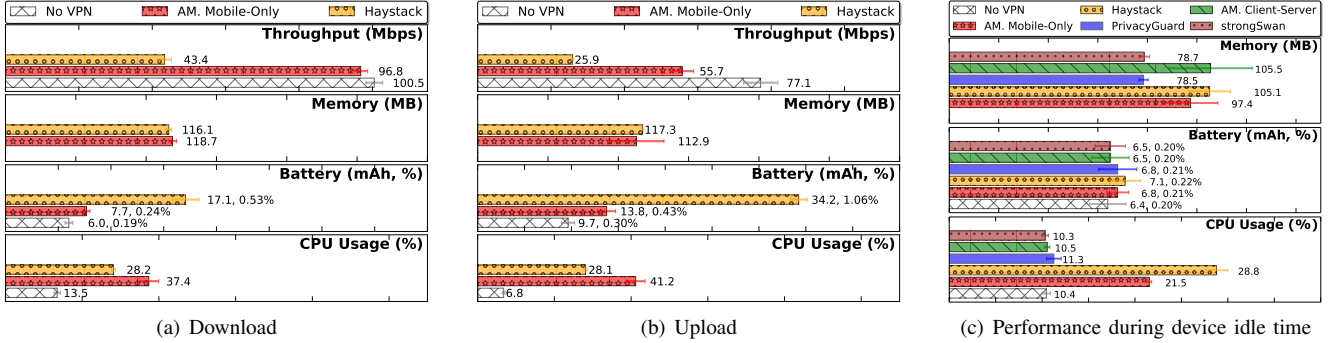 No VPN AM. Mobile-Only Haystack
Throughput (Mbps)
43.4
96.8
100.5
Memory (MB)
116.1
118.7
Battery (mAh, %)
17.1, 0.53%
7.7, 0.24%
6.0, 0.19%
CPU Usage (%)
28.2
37.4
13.5
(a) Download
No VPN AM. Mobile-Only Haystack
Throughput (Mbps)
25.9
55.7
77.1
Memory (MB)
117.3
112.9
Battery (mAh, %)
34.2, 1.06%
13.8, 0.43%
9.7, 0.30%
CPU Usage (%)
28.1
41.2
6.8
(b) Upload
No VPN Haystack AM. Client-Server
AM. Mobile-Only PrivacyGuard strongSwan
Memory (MB)
78.7
105.5
78.5
105.1
97.4
Battery (mAh, %)
6.5, 0.20%
6.5, 0.20%
6.8, 0.21%
7.1, 0.22%
6.8, 0.21%
6.4, 0.20%
CPU Usage (%)
10.3
10.5
11.3
28.8
21.5
10.4
(c) Performance during device idle time